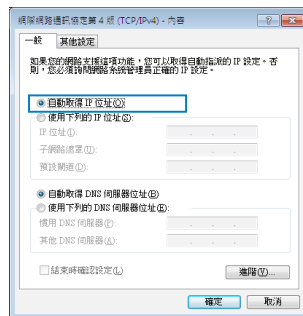 網際網路通訊協定第 4 版 (TCP/IPv4) - 內容
一般
其他設定
如果您的網路支援這項功能，您可以取得自動指派的 IP 設定。否
則，您必須詢問網路系統管理員正確的 IP 設定。
自動取得 IP 位址(O)
使用下列的 IP 位址(S):
IP 位址(I):
子網路遮罩(U):
預設閘道(D):
自動取得 DNS 伺服器位址(B)
使用下列的 DNS 伺服器位址(E):
慣用 DNS 伺服器(P):
其他 DNS 伺服器(A):
結束時確認設定(L)
進階(V)...
確定
取消